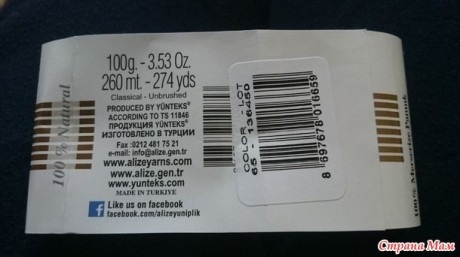 100g. - 3.53 Oz.
260 mt. - 274 yds
Classical - Unbrushed
PRODUCED BY YÜNTEKS®
ACCORDING TO TS 11846
ПРОДУКЦИЯ YÜNTEKS®
ИЗГОТОВЛЕНО В ТУРЦИИ
Fax :0212 481 75 21
e-mail: info@alize.gen.tr
www.alizeyarns.com
www.alize.gen.tr
www.yunteks.com
MADE IN TURKIYE
Like us on facebook
facebook.com/alizeyuniplik
100% Natural
COLOR - LOT
65 - 136450
8 697678 016659
Страна Мам